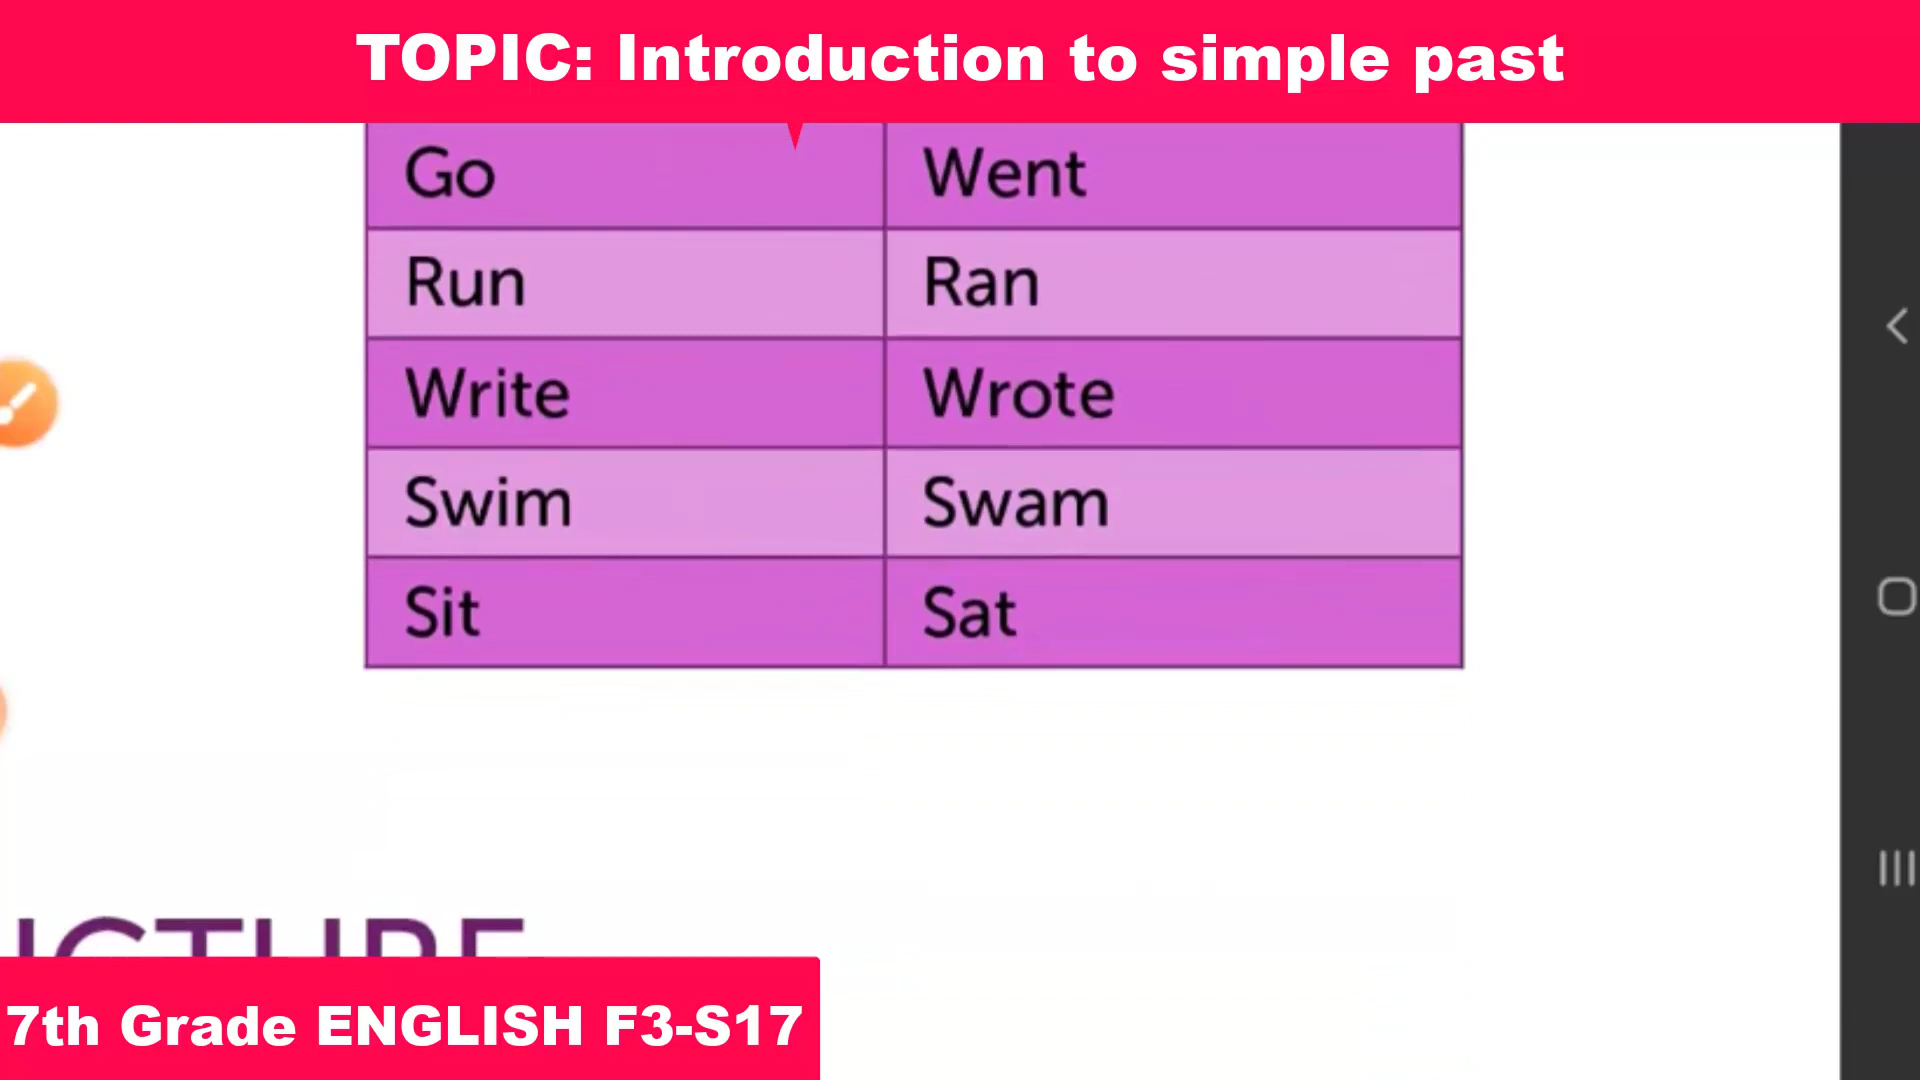 TOPIC: Introduction to simple past
Go Went
Run Ran
Write Wrote
Swim Swam
Sit Sat
7th Grade ENGLISH F3-S17